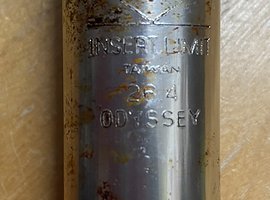 INSERT LIMIT
TAIWAN
26 4
ODYSSEY